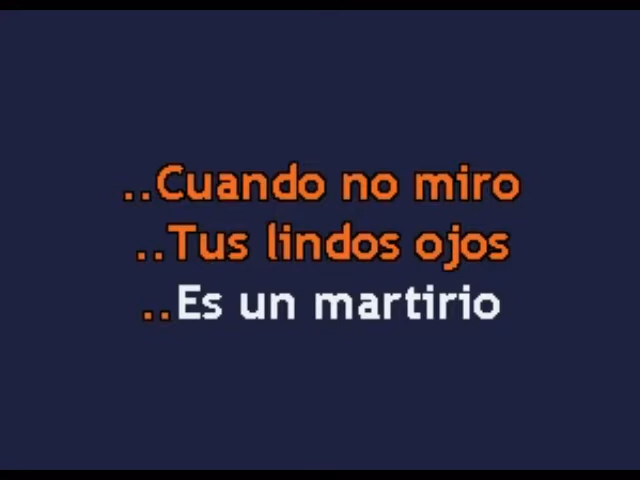 ..Cuando no miro
..Tus lindos ojos
..Es un martirio